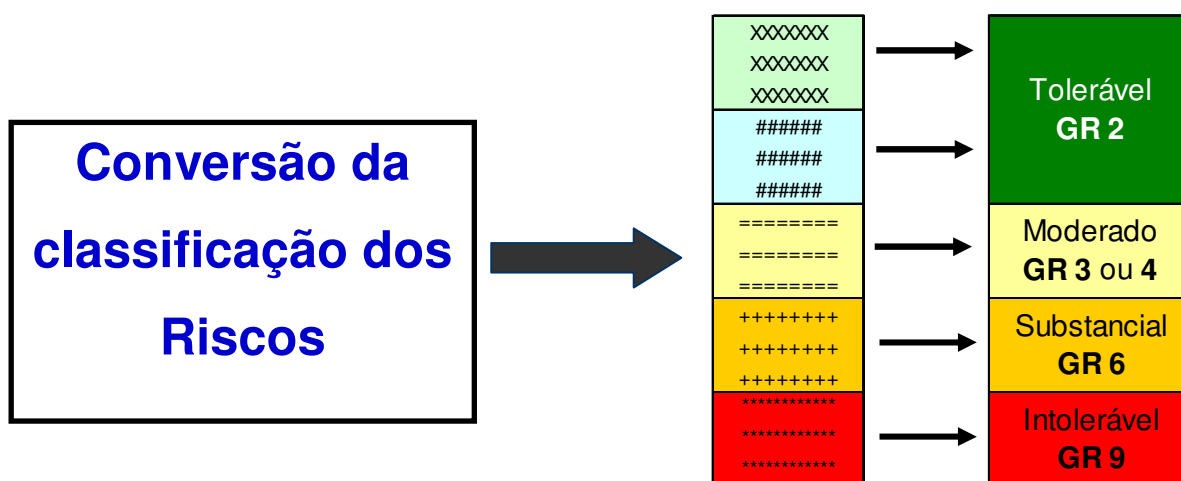 Conversão da
classificação dos
Riscos
XXXXXXX
XXXXXXX
XXXXXXX
######
######
######
========
========
========
++++++++
++++++++
++++++++
************
************
************
Tolerável
GR 2
Moderado
GR 3 ou 4
Substancial
GR 6
Intolerável
GR 9